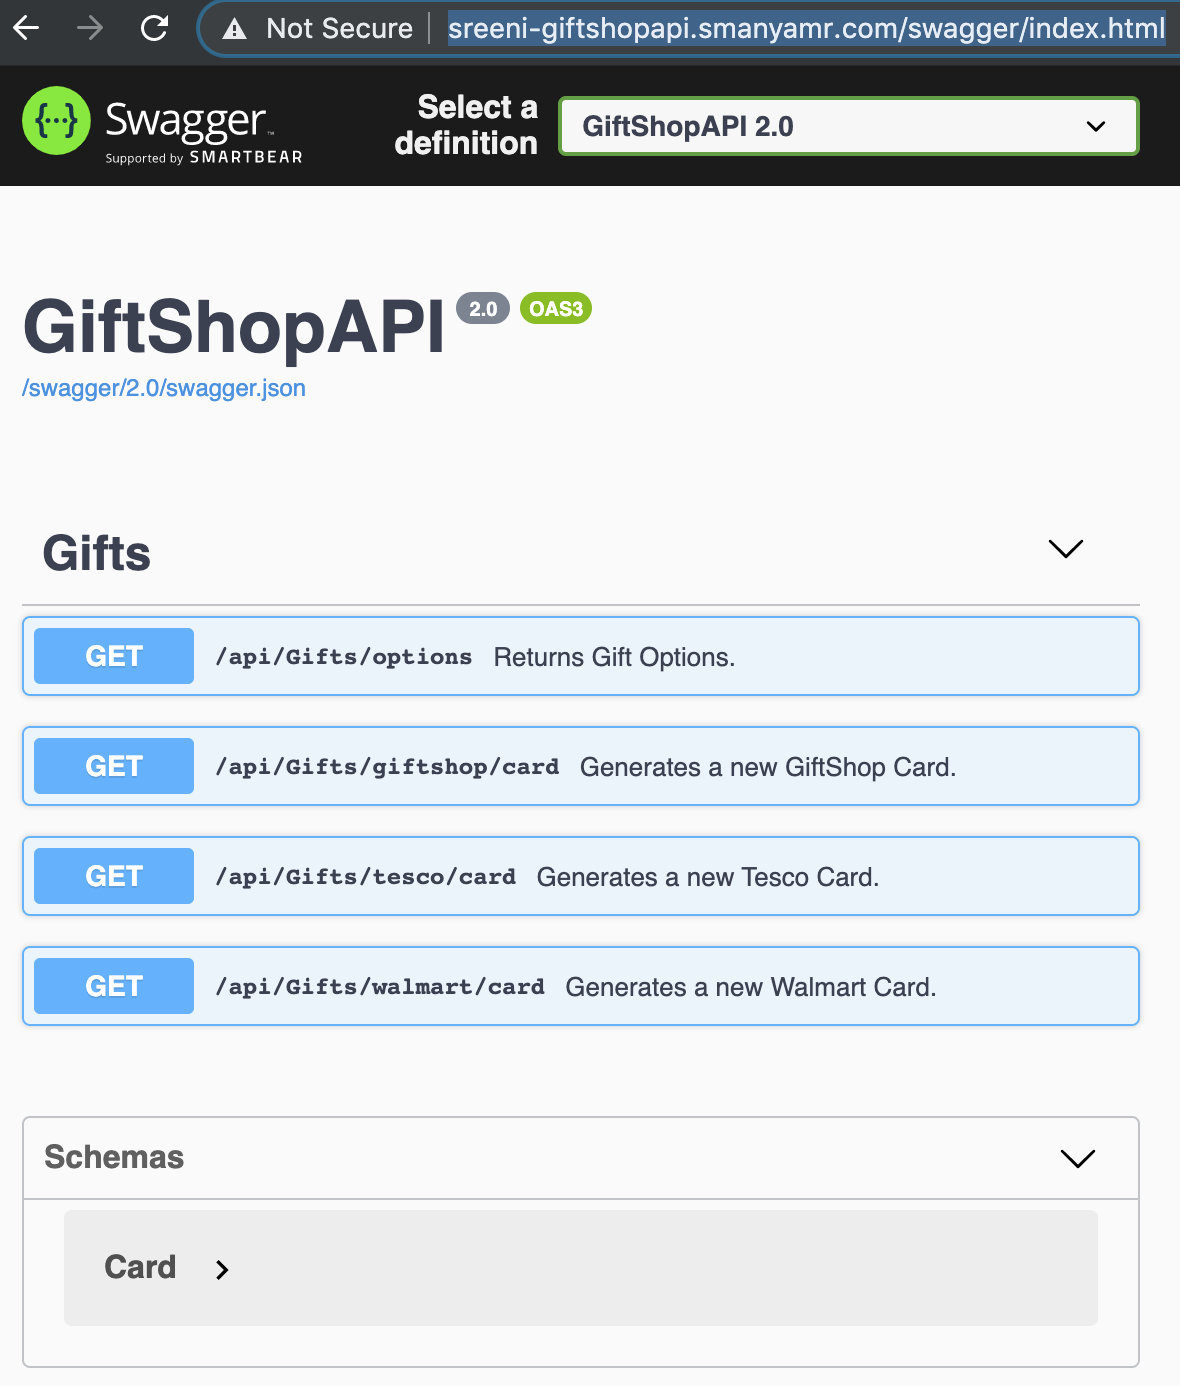 Not Secure sreeni-giftshopapi.smanyamr.com/swagger/index.html
{···} Swagger™
Supported by SMARTBEAR
Select a
definition
GiftShopAPI 2.0
GiftShopAPI 2.0 OAS3
/swagger/2.0/swagger.json
Gifts
GET /api/Gifts/options Returns Gift Options.
GET /api/Gifts/giftshop/card Generates a new GiftShop Card.
GET /api/Gifts/tesco/card Generates a new Tesco Card.
GET /api/Gifts/walmart/card Generates a new Walmart Card.
Schemas
Card